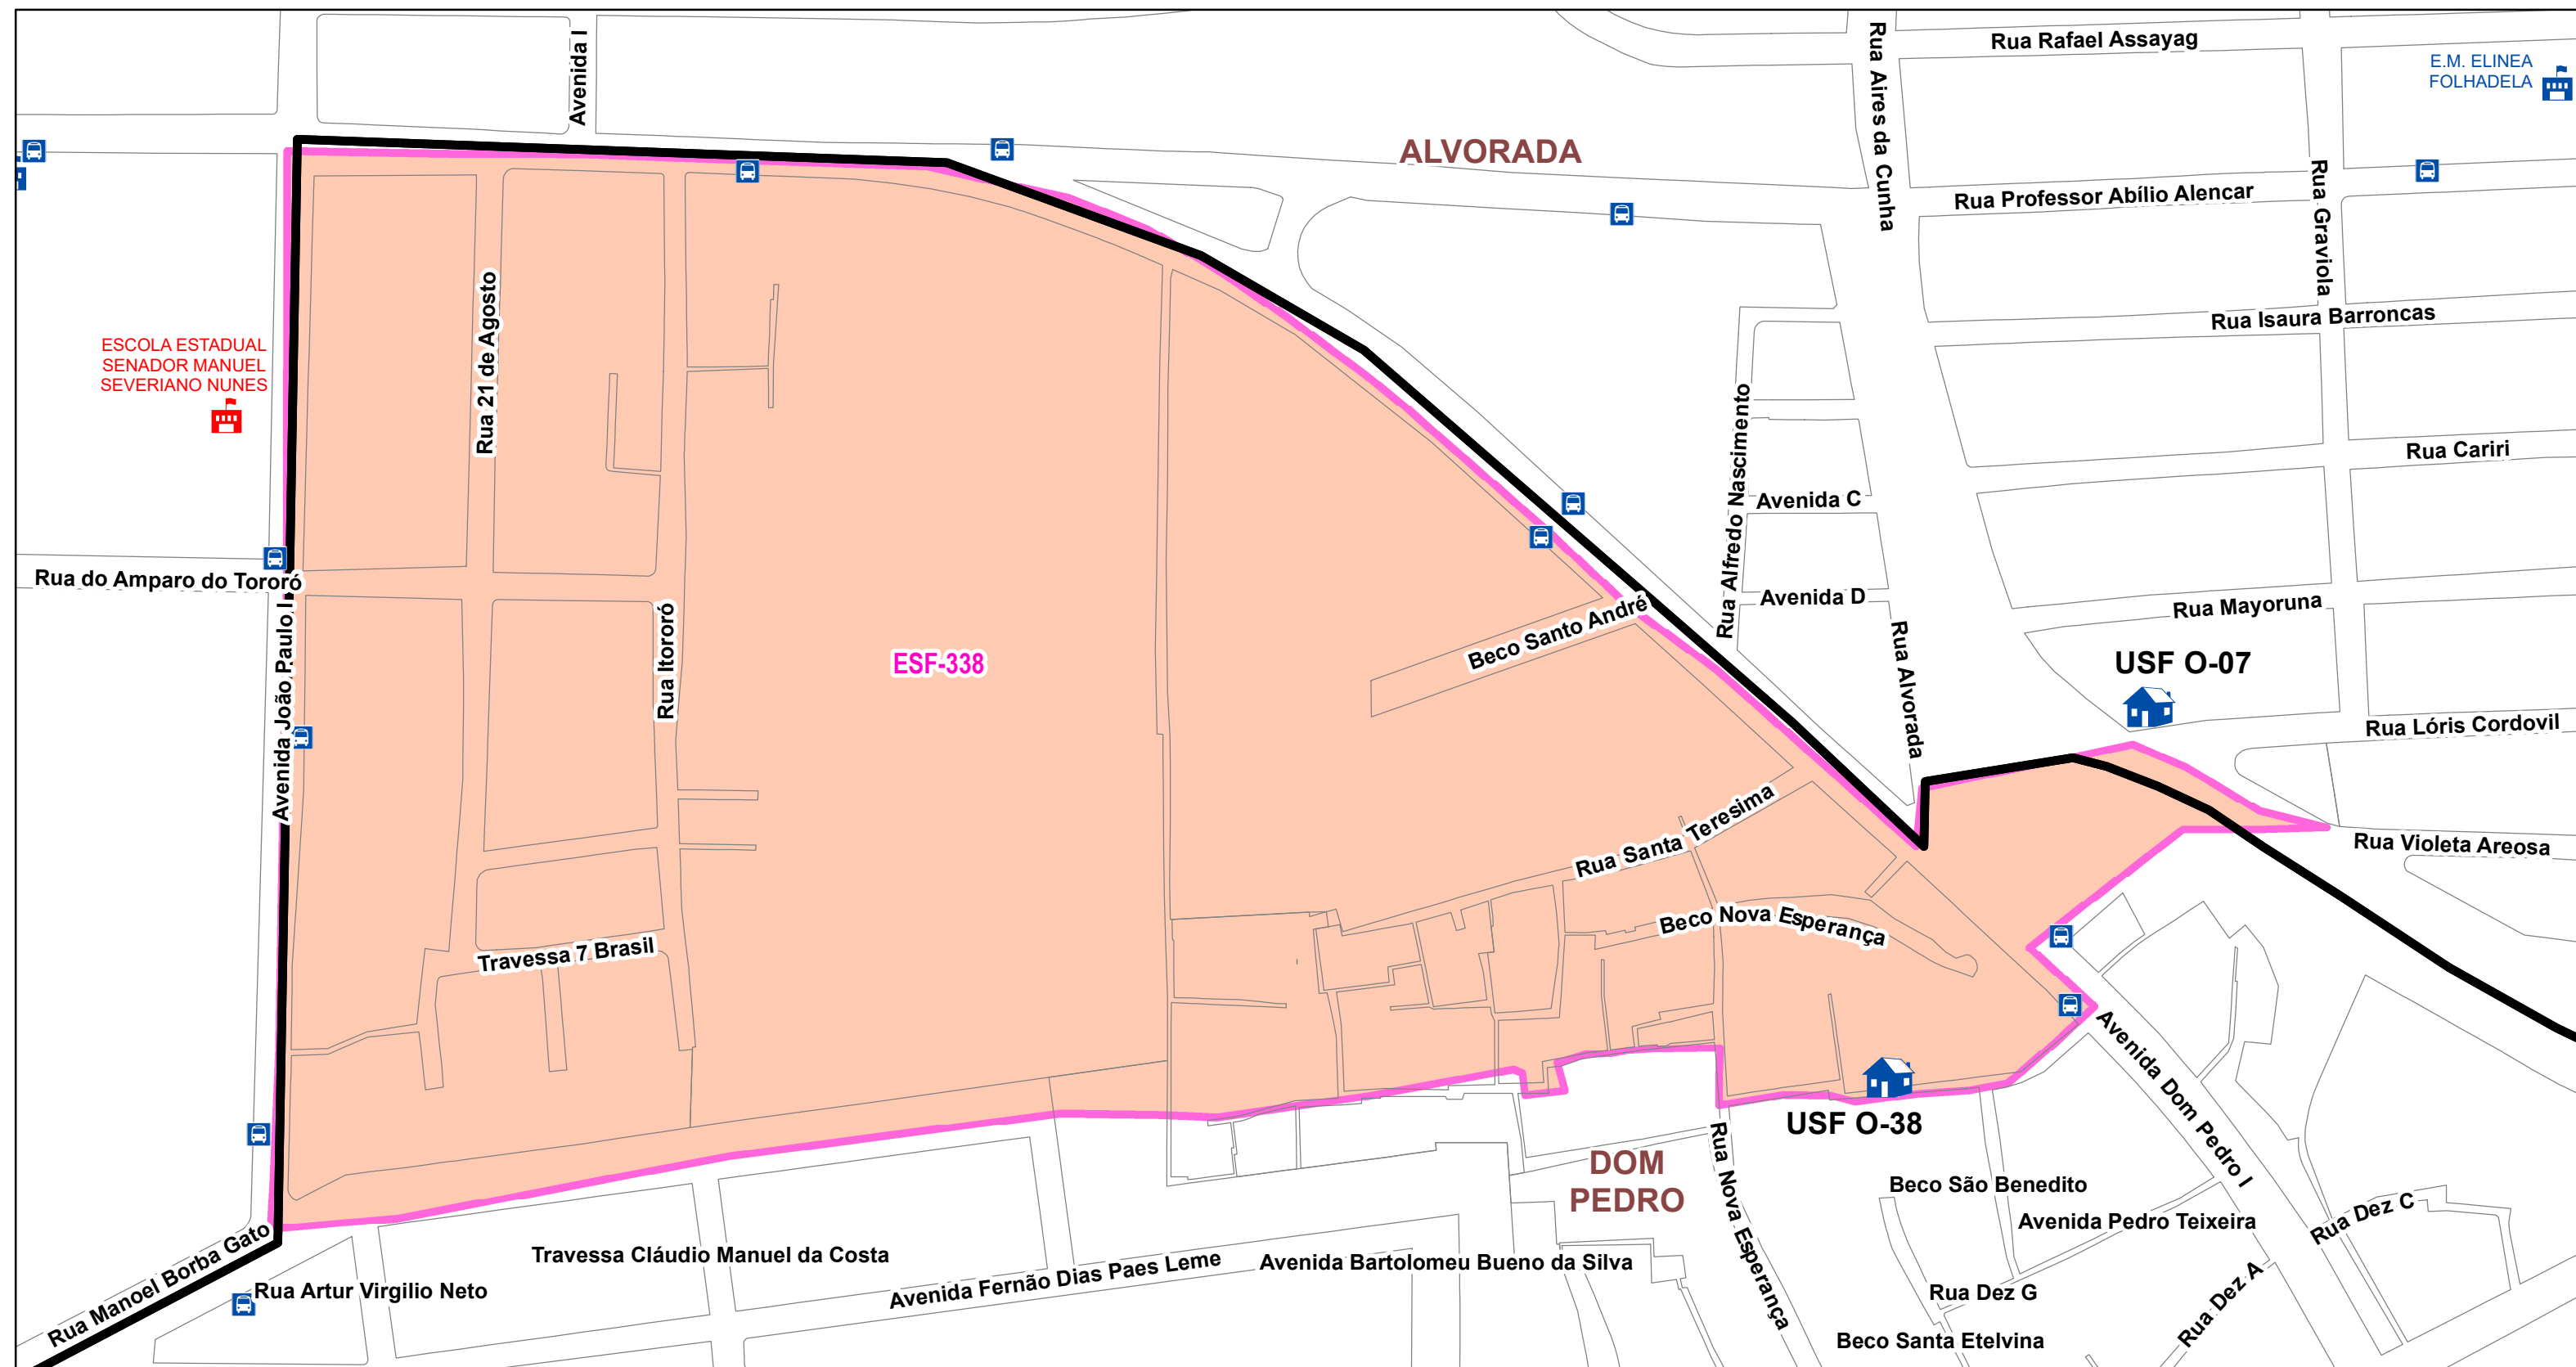 Avenida I
Rua Aires da Cunha
Rua Rafael Assayag
E.M. ELINEA
FOLHADELA
ALVORADA
Rua Professor Abílio Alencar
Rua Graviola
Rua 21 de Agosto
Rua Isaura Barroncas
ESCOLA ESTADUAL
SENADOR MANUEL
SEVERIANO NUNES
Rua Alfredo Nascimento
Rua Cariri
Avenida C
Rua do Amparo do Tororó
Avenida D
Rua Mayoruna
Avenida João Paulo I
Rua Itororó
ESF-338
Beco Santo André
Rua Alvorada
USF O-07
Rua Lóris Cordovil
Rua Santa Teresima
Rua Violeta Areosa
Beco Nova Esperança
Travessa 7 Brasil
Avenida Dom Pedro I
USF O-38
DOM
PEDRO
Rua Nova Esperança
Beco São Benedito
Avenida Pedro Teixeira
Rua Dez C
Rua Manoel Borba Gato
Travessa Cláudio Manuel da Costa
Avenida Bartolomeu Bueno da Silva
Avenida Fernão Dias Paes Leme
Rua Artur Virgilio Neto
Rua Dez G
Rua Dez A
Beco Santa Etelvina